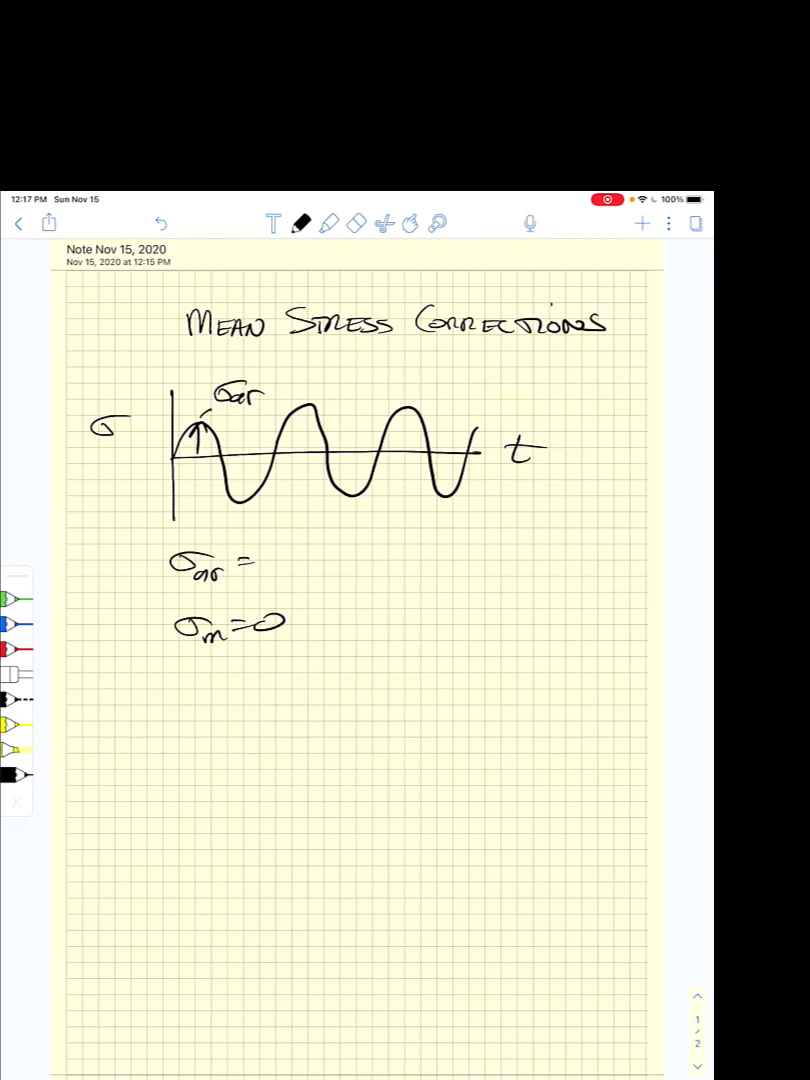 12:17 PM Sun Nov 15
100%
T
Note Nov 15, 2020
Nov 15, 2020 at 12:15 PM
MEAN STRESS CORRECTIONS
σar
σ
t
σar =
σm = 0
1
/
2